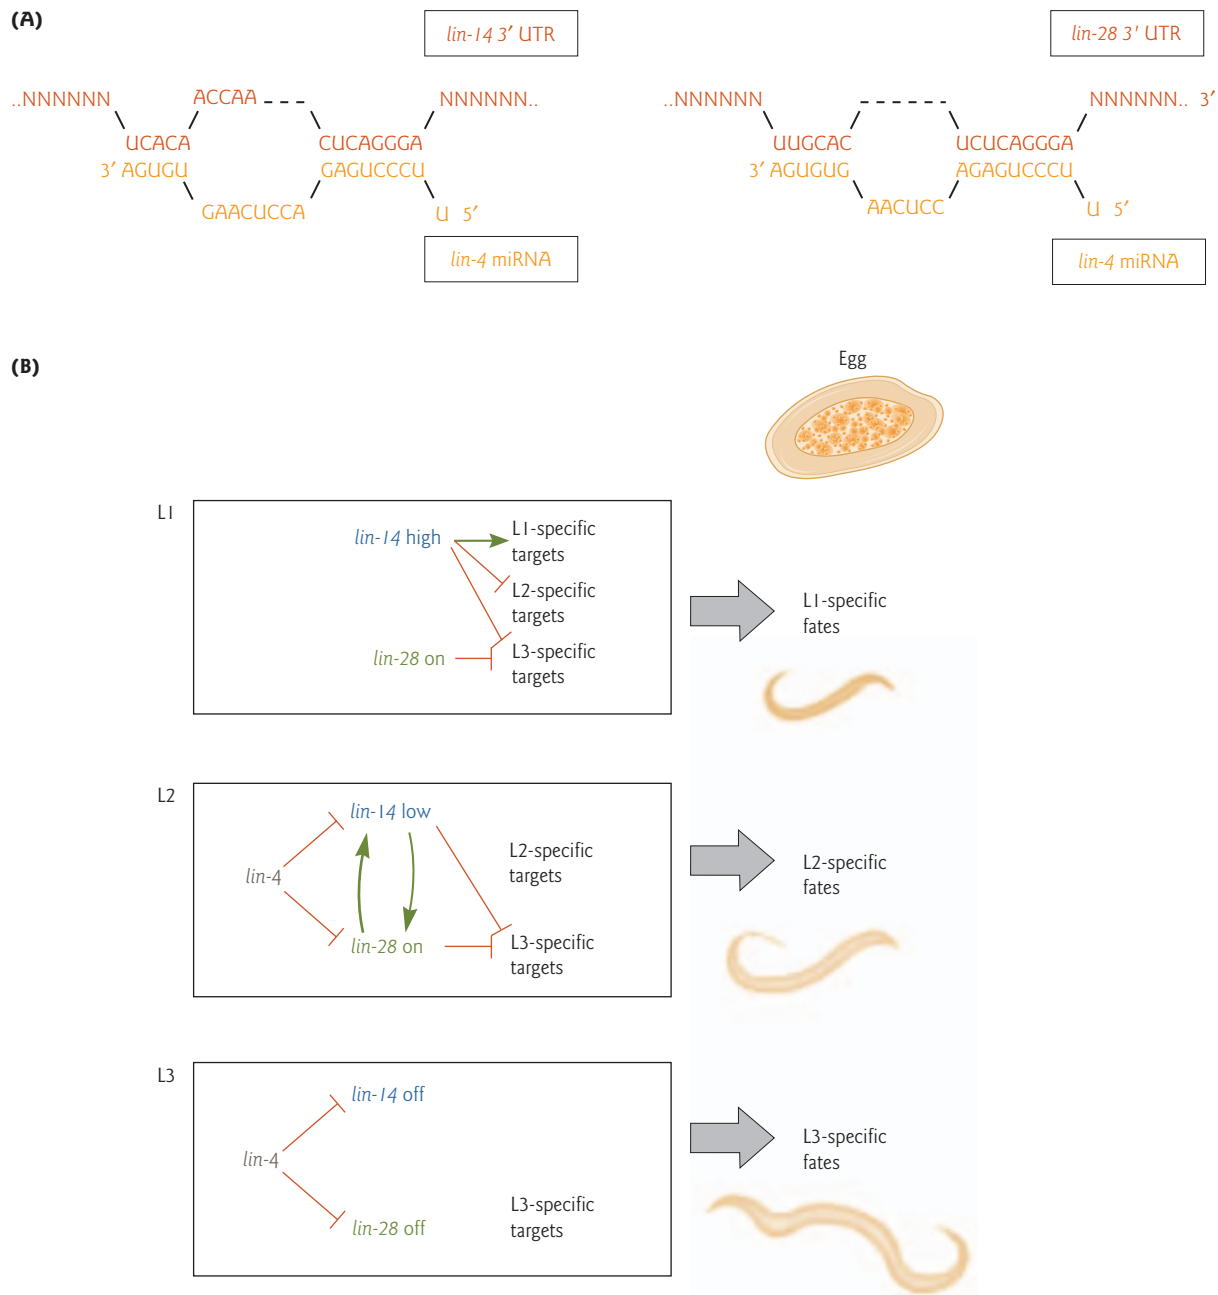 (A)
lin-14 3′ UTR
lin-28 3' UTR
..NNNNNN
ACCAA
NNNNNN..
UCACA
CUCAGGGA
3′ AGUGU
GAGUCCCU
GAACUCCA
U 5′
lin-4 miRNA
..NNNNNN
NNNNNN.. 3′
UUGCAC
UCUCAGGGA
3′ AGUGUG
AGAGUCCCU
AACUCC
U 5′
lin-4 miRNA
(B)
Egg
L1
lin-14 high
L1-specific
targets
L2-specific
targets
lin-28 on
L3-specific
targets
L1-specific
fates
L2
lin-14 low
lin-4
lin-28 on
L2-specific
targets
L3-specific
targets
L2-specific
fates
L3
lin-14 off
lin-4
lin-28 off
L3-specific
targets
L3-specific
fates